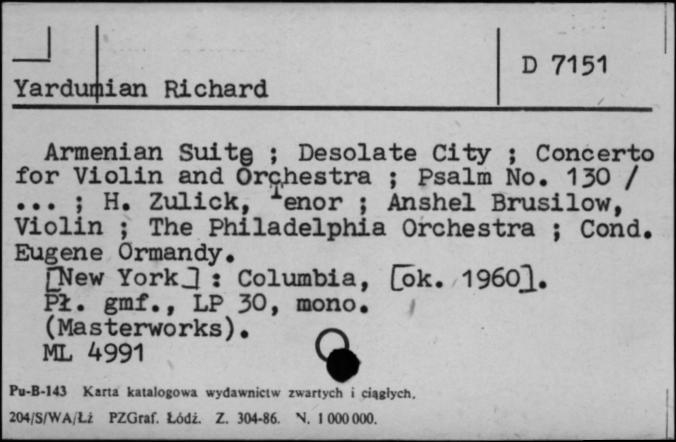 D 7151
Yardumian Richard
Armenian Suite ; Desolate City ; Concerto
for Violin and Orchestra ; Psalm No. 130 /
... ; H. Zulick, Tenor ; Anshel Brusilow,
Violin ; The Philadelphia Orchestra ; Cond.
Eugene Ormandy.
[New York] : Columbia, [ok. 1960].
Pł. gmf., LP 30, mono.
(Masterworks).
ML 4991
Pu-B-143 Karta katalogowa wydawnictw zwartych i ciągłych.
204/S/WA/Łż PZGraf. Łódź. Z. 304-86. N. 1 000 000.